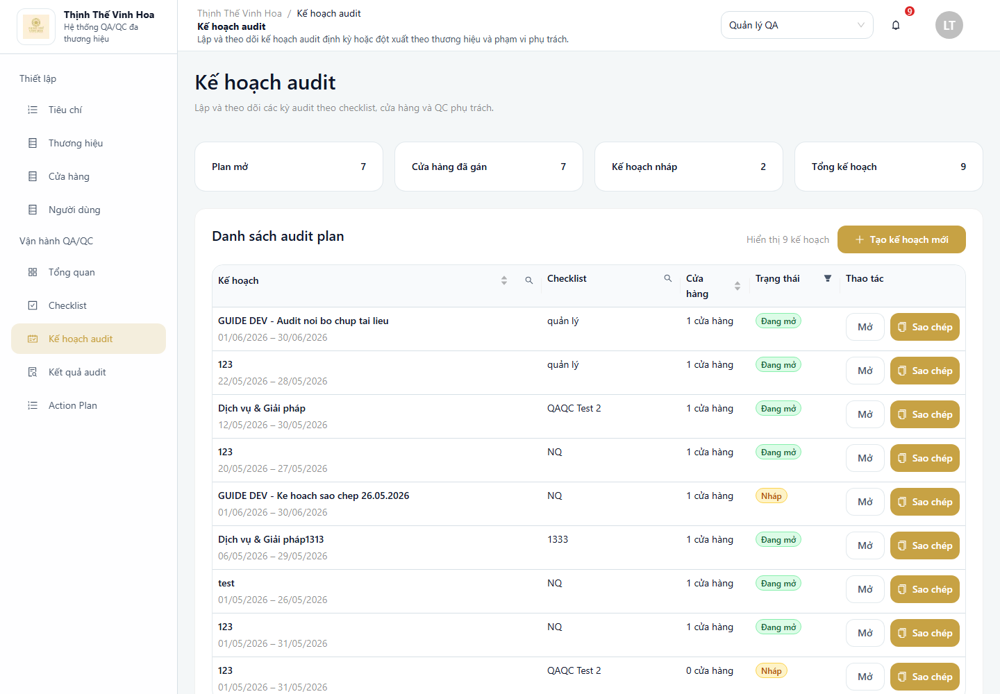 Thịnh Thế Vinh Hoa
Hệ thống QA/QC đa
thương hiệu
Thịnh Thế Vinh Hoa / Kế hoạch audit
Kế hoạch audit
Lập và theo dõi kế hoạch audit định kỳ hoặc đột xuất theo thương hiệu và phạm vi phụ trách.
Quản lý QA
9
LT
Thiết lập
Tiêu chí
Thương hiệu
Cửa hàng
Người dùng
Vận hành QA/QC
Tổng quan
Checklist
Kế hoạch audit
Kết quả audit
Action Plan
Kế hoạch audit
Lập và theo dõi các kỳ audit theo checklist, cửa hàng và QC phụ trách.
Plan mở 7
Cửa hàng đã gán 7
Kế hoạch nháp 2
Tổng kế hoạch 9
Danh sách audit plan
Hiển thị 9 kế hoạch
Tạo kế hoạch mới
Kế hoạch Checklist Cửa hàng Trạng thái Thao tác
GUIDE DEV - Audit noi bo chup tai lieu quản lý 1 cửa hàng Đang mở Mở Sao chép
01/06/2026 – 30/06/2026
123 quản lý 1 cửa hàng Đang mở Mở Sao chép
22/05/2026 – 28/05/2026
Dịch vụ & Giải pháp QAQC Test 2 1 cửa hàng Đang mở Mở Sao chép
12/05/2026 – 30/05/2026
123 NQ 1 cửa hàng Đang mở Mở Sao chép
20/05/2026 – 27/05/2026
GUIDE DEV - Ke hoach sao chep 26.05.2026 NQ 1 cửa hàng Nháp Mở Sao chép
01/06/2026 – 30/06/2026
Dịch vụ & Giải pháp1313 1333 1 cửa hàng Đang mở Mở Sao chép
06/05/2026 – 29/05/2026
test NQ 1 cửa hàng Đang mở Mở Sao chép
01/05/2026 – 26/05/2026
123 NQ 1 cửa hàng Đang mở Mở Sao chép
01/05/2026 – 31/05/2026
123 QAQC Test 2 0 cửa hàng Nháp Mở Sao chép
01/05/2026 – 31/05/2026